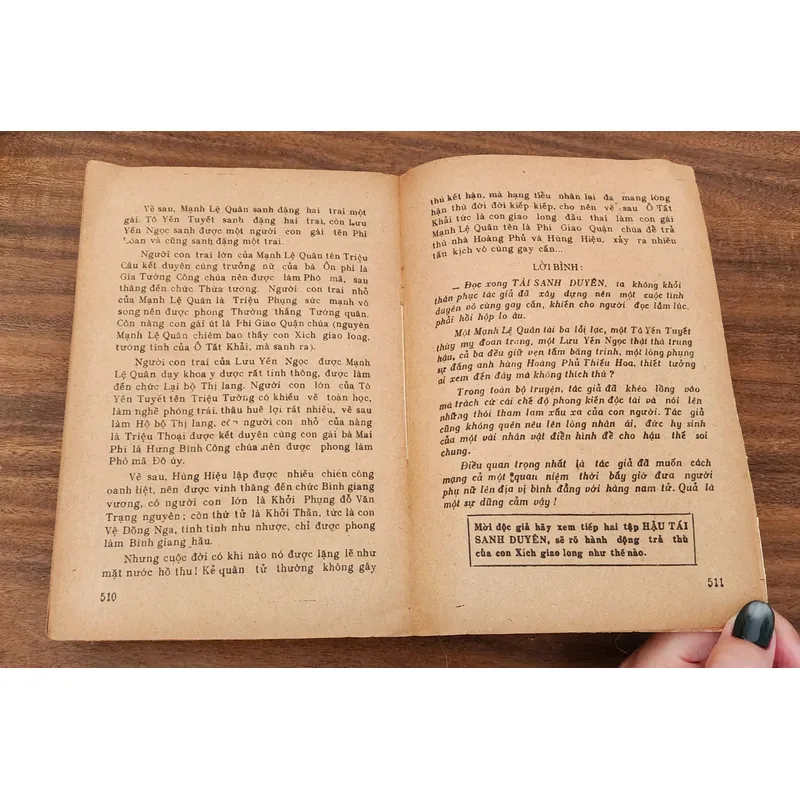 Về sau, Mạnh Lệ Quân sanh đặng hai trai một
gái. Tô Yến Tuyết sanh đặng hai trai, còn Lưu
Yến Ngọc sanh được một người con gái tên Phi
Loan và cũng sanh đặng một trai.
Người con trai lớn của Mạnh Lệ Quân tên Triệu
Câu kết duyên cùng trưởng nữ của bà Ôn phi là
Gia Tường Công chúa nên được làm Phò mã, sau
thăng đến chức Thừa tướng. Người con trai nhỏ
của Mạnh Lệ Quân là Triệu Phụng sức mạnh vô
song nên được phong Thường thắng Tướng quân.
Còn nàng con gái út là Phi Giao Quận chúa (nguyên
Mạnh Lệ Quân chiêm bao thấy con Xích giao long,
tướng tinh của Ô Tất Khải, mà sanh ra).
Người con trai của Lưu Yến Ngọc được Mạnh
Lệ Quân dạy khoa y dược rất tinh thông, được làm
đến chức Lại bộ Thị lang. Người con lớn của Tô
Yến Tuyết tên Triệu Tường có khiếu về toán học,
làm nghề phóng trái, thâu huê lợi rất nhiều, về sau
làm Hộ bộ Thị lang, còn người con nhỏ của nàng
là Triệu Thoại được kết duyên cùng con gái bà Mai
Phi là Hưng Bình Công chúa nên được phong làm
Phò mã Đô úy.
Về sau, Hùng Hiệu lập được nhiều chiến công
oanh liệt, nên được vinh thăng đến chức Bình giang
vương, có người con lớn là Khởi Phụng đỗ Văn
Trạng nguyên; còn thứ tử là Khởi Thần, tức là con
Vệ Dõng Nga, tính tình nhu nhược, chỉ được phong
làm Bình giang hầu.
Nhưng cuộc đời có khi nào nó được lặng lẽ như
mặt nước hồ thu! Kẻ quân tử thường không gây
510
thù kết hận, mà hạng tiểu nhân lại đa mang lòng
hận thù đời đời kiếp kiếp, cho nên về sau Ô Tất
Khải tức là con giao long đầu thai làm con gái
Mạnh Lệ Quân tên là Phi Giao Quận chúa để trả
thù nhà Hoàng Phủ và Hùng Hiệu, xảy ra nhiều
tấn kịch vô cùng gay cấn...
LỜI BÌNH:
— Đọc xong TÁI SANH DUYÊN, ta không khỏi
thán phục tác giả đã xây dựng nên một cuộc tình
duyên vô cùng gay cấn, khiến cho người đọc lắm lúc
phải hồi hộp lo âu.
Một Mạnh Lệ Quân tài ba lỗi lạc, một Tô Yến Tuyết
thùy mỵ đoan trang, một Lưu Yến Ngọc thật thà trung
hậu, cả ba đều giữ vẹn tấm băng trinh, một lòng phụng
sự đấng anh hùng Hoàng Phủ Thiếu Hoa, thiết tưởng
ai xem đến đây mà không thích thú?
Trong toàn bộ truyện, tác giả đã khéo lồng vào
mà trách cứ cái chế độ phong kiến độc tài và nói lên
những thói tham lam xấu xa của con người. Tác giả
cũng không quên nêu lên lòng nhân ái, đức hy sinh
của một vài nhân vật điển hình để cho hậu thế soi
chung.
Điều quan trọng nhất là tác giả đã muốn cách
mạng cả một quan niệm thời bấy giờ đưa người
phụ nữ lên địa vị bình đẳng với hàng nam tử. Quả là
một sự dũng cảm vậy!
Mời độc giả hãy xem tiếp hai tập HẬU TÁI
SANH DUYÊN, sẽ rõ hành động trả thù
của con Xích giao long như thế nào.
511